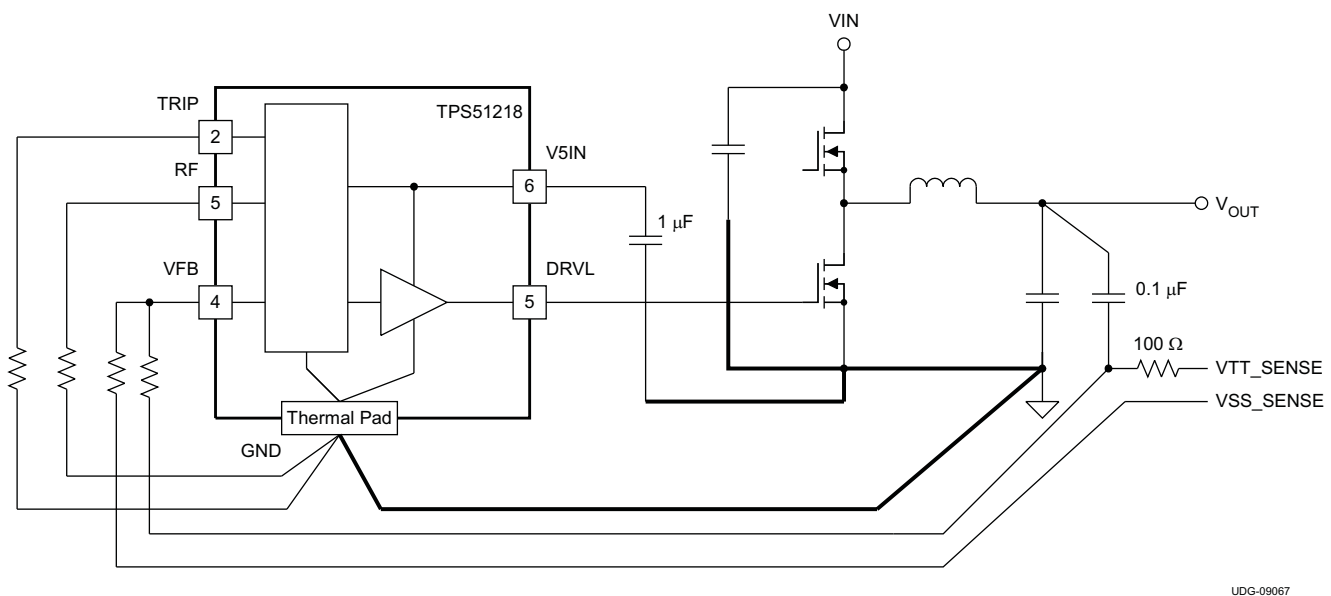 VIN
TRIP
TPS51218
2
RF
V5IN
5
6
1 μF
V_OUT
VFB
DRVL
4
5
0.1 μF
100 Ω
VTT_SENSE
VSS_SENSE
Thermal Pad
GND
UDG-09067